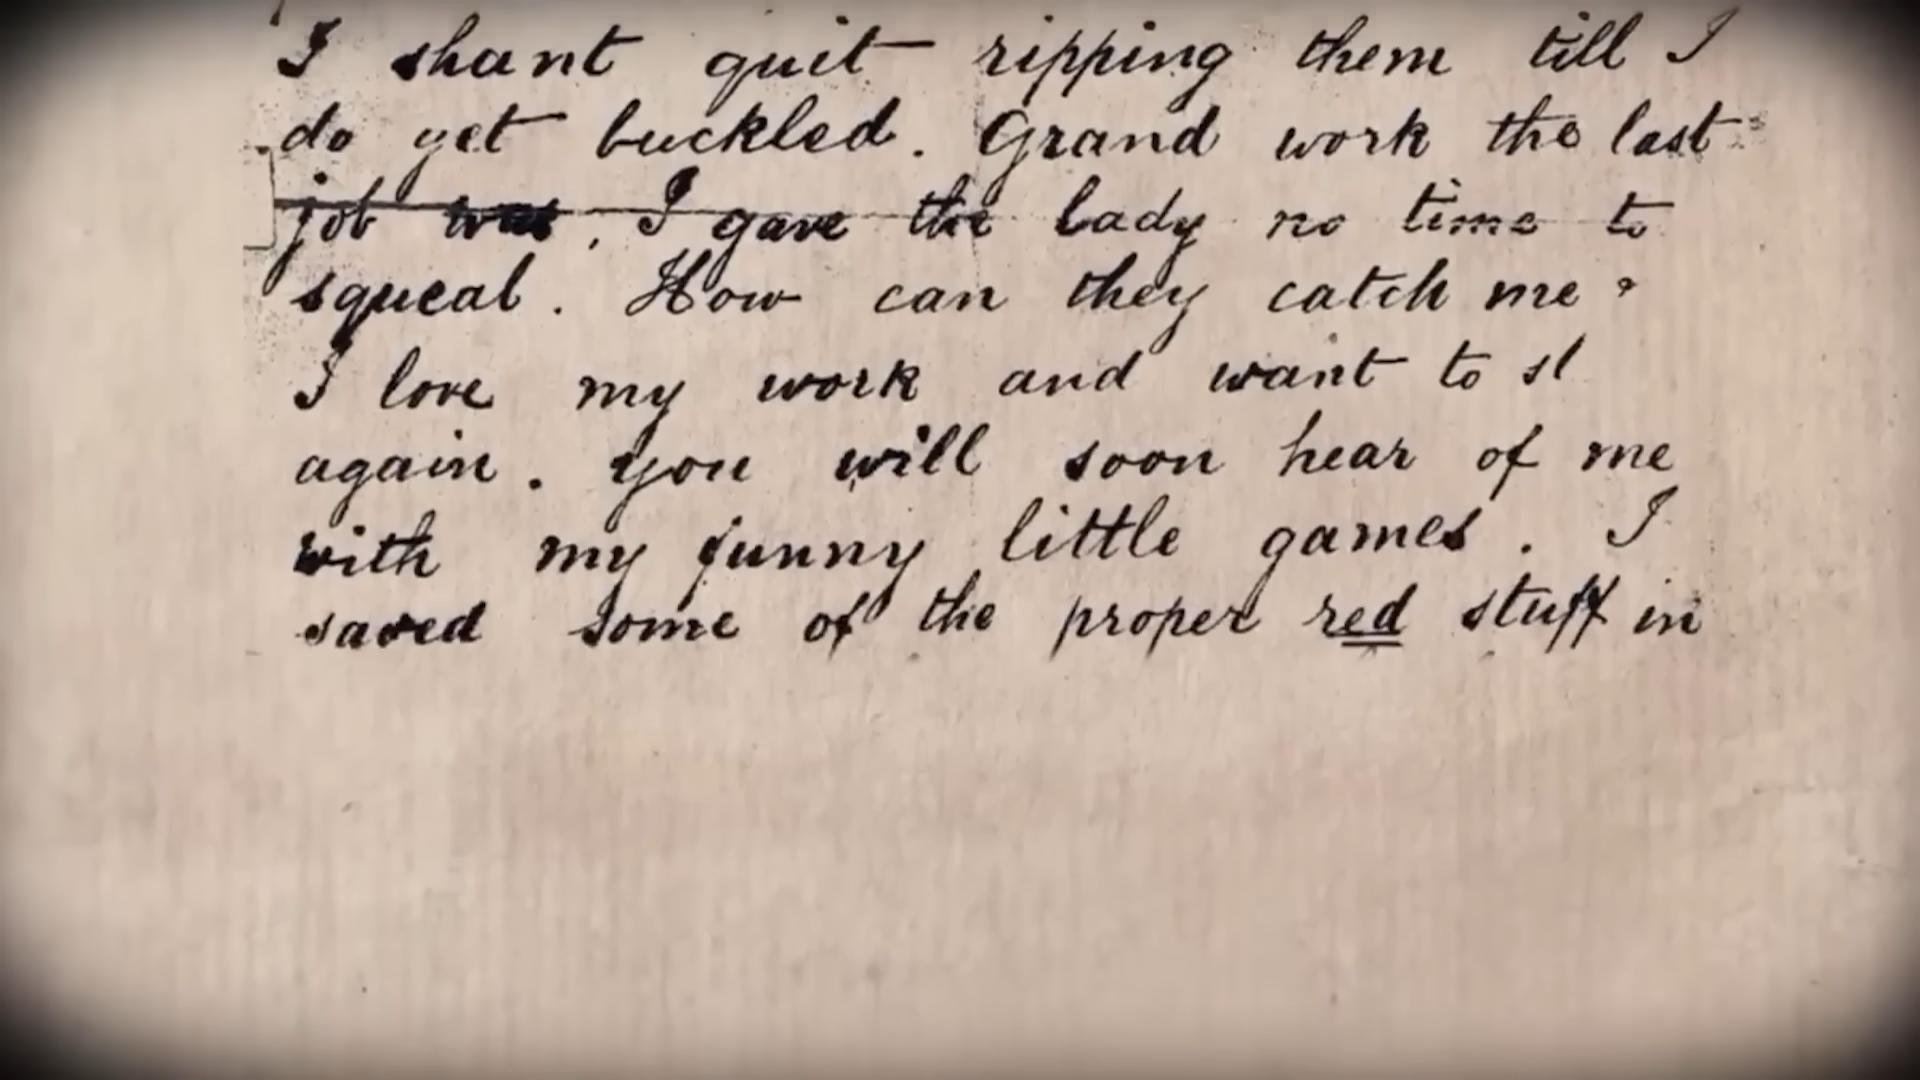 I shant quit ripping them till I
do get buckled. Grand work the last
job was. I gave the lady no time to
squeal. How can they catch me?
I love my work and want to st
again. you will soon hear of me
with my funny little games. I
saved some of the proper red stuff in